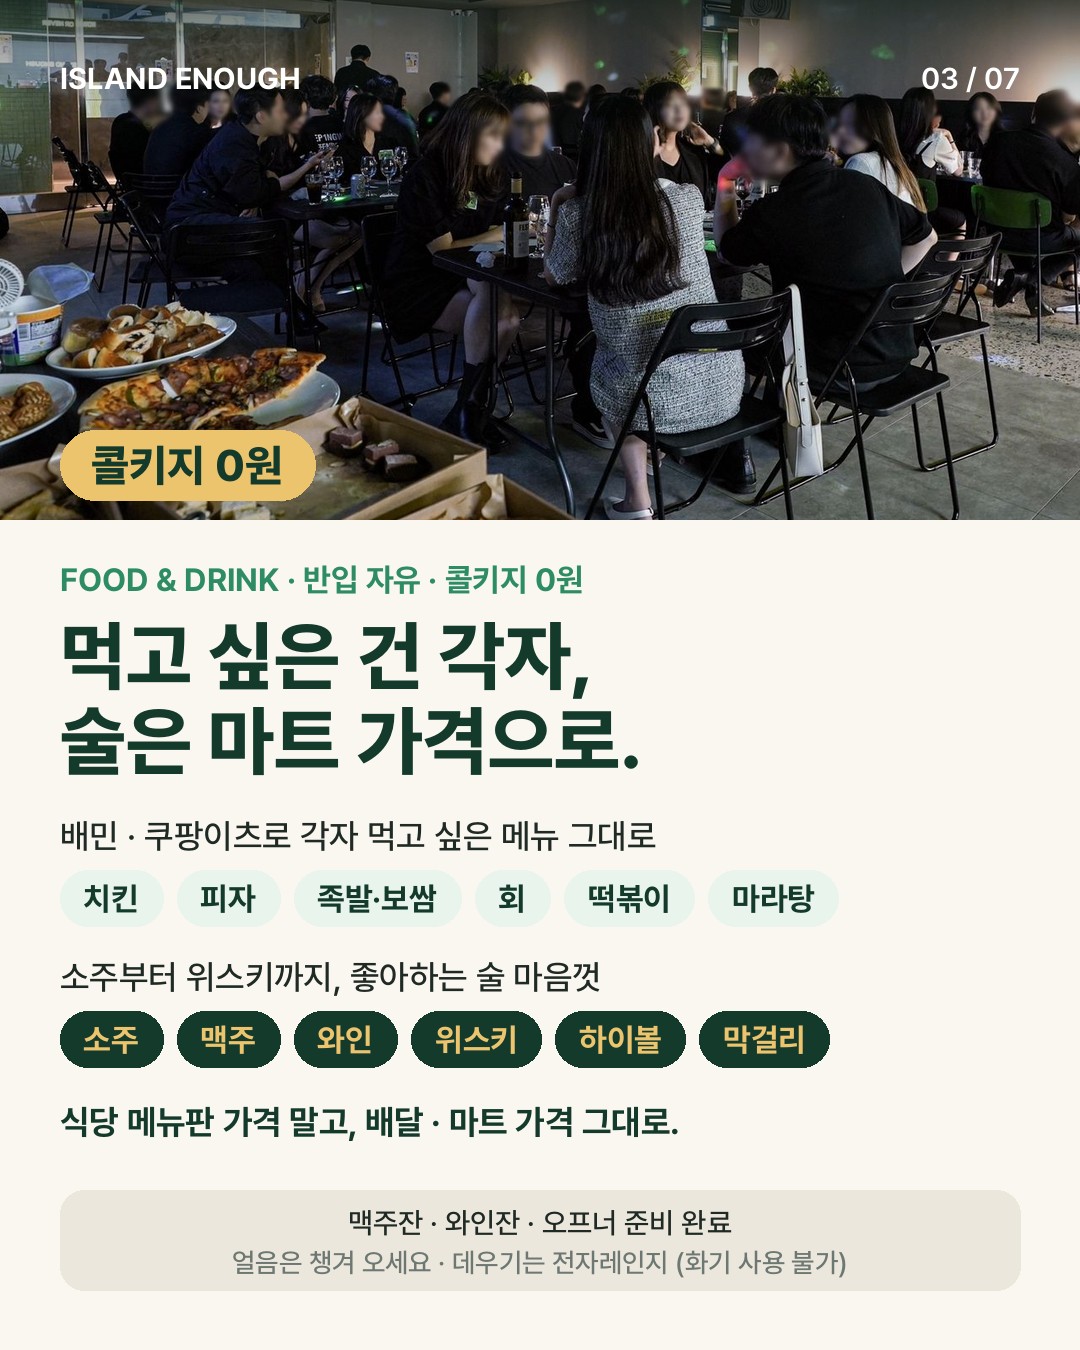 ISLAND ENOUGH
03 / 07
콜키지 0원
FOOD & DRINK · 반입 자유 · 콜키지 0원
먹고 싶은 건 각자,
술은 마트 가격으로.
배민 · 쿠팡이츠로 각자 먹고 싶은 메뉴 그대로
치킨 피자 족발·보쌈 회 떡볶이 마라탕
소주부터 위스키까지, 좋아하는 술 마음껏
소주 맥주 와인 위스키 하이볼 막걸리
식당 메뉴판 가격 말고, 배달 · 마트 가격 그대로.
맥주잔 · 와인잔 · 오프너 준비 완료
얼음은 챙겨 오세요 · 데우기는 전자레인지 (화기 사용 불가)